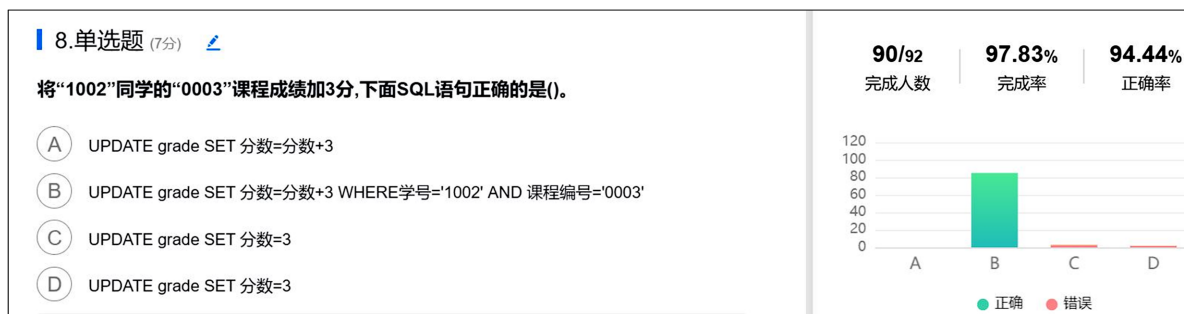 8.单选题 (7分)
将“1002”同学的“0003”课程成绩加3分,下面SQL语句正确的是()。
A UPDATE grade SET 分数=分数+3
B UPDATE grade SET 分数=分数+3 WHERE学号='1002' AND 课程编号='0003'
C UPDATE grade SET 分数=3
D UPDATE grade SET 分数=3
90/92 97.83% 94.44%
完成人数 完成率 正确率
120
100
80
60
40
20
0
A B C D
正确 错误